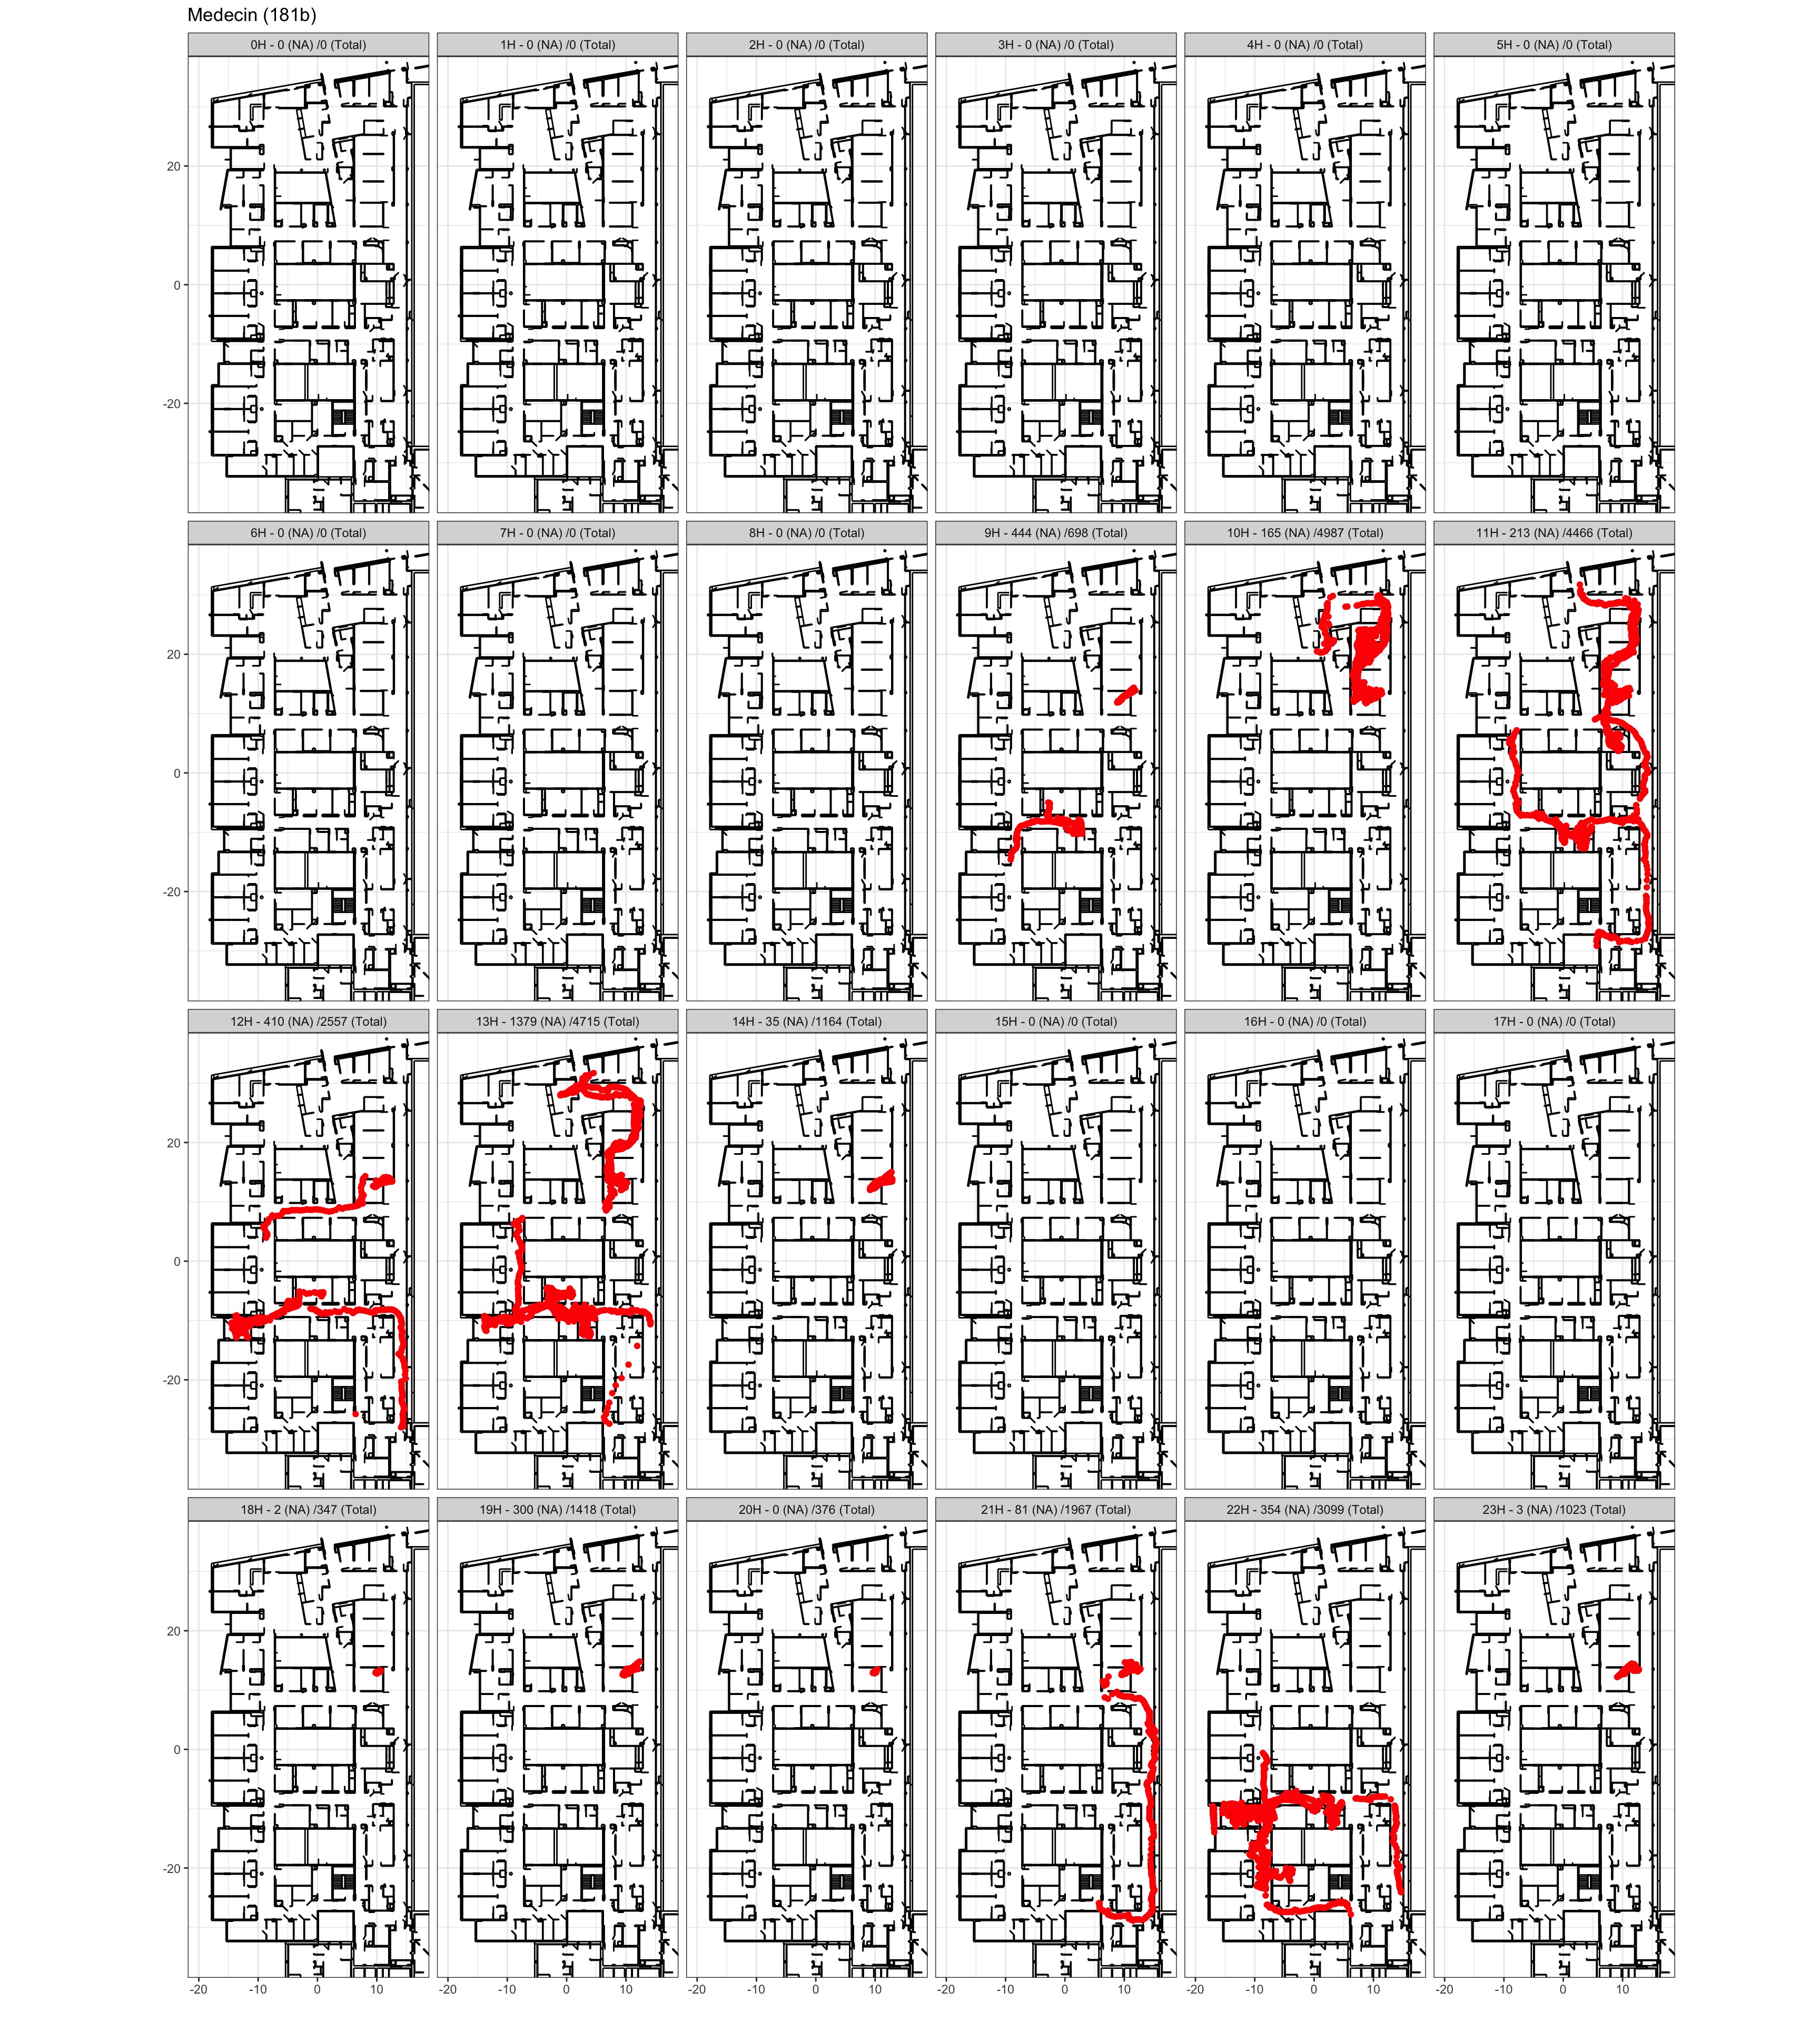 Medecin (181b)
0H - 0 (NA) /0 (Total)
1H - 0 (NA) /0 (Total)
2H - 0 (NA) /0 (Total)
3H - 0 (NA) /0 (Total)
4H - 0 (NA) /0 (Total)
5H - 0 (NA) /0 (Total)
20
0
-20
6H - 0 (NA) /0 (Total)
7H - 0 (NA) /0 (Total)
8H - 0 (NA) /0 (Total)
9H - 444 (NA) /698 (Total)
10H - 165 (NA) /4987 (Total)
11H - 213 (NA) /4466 (Total)
20
0
-20
12H - 410 (NA) /2557 (Total)
13H - 1379 (NA) /4715 (Total)
14H - 35 (NA) /1164 (Total)
15H - 0 (NA) /0 (Total)
16H - 0 (NA) /0 (Total)
17H - 0 (NA) /0 (Total)
20
0
-20
18H - 2 (NA) /347 (Total)
19H - 300 (NA) /1418 (Total)
20H - 0 (NA) /376 (Total)
21H - 81 (NA) /1967 (Total)
22H - 354 (NA) /3099 (Total)
23H - 3 (NA) /1023 (Total)
20
0
-20
-20 -10 0 10
-20 -10 0 10
-20 -10 0 10
-20 -10 0 10
-20 -10 0 10
-20 -10 0 10